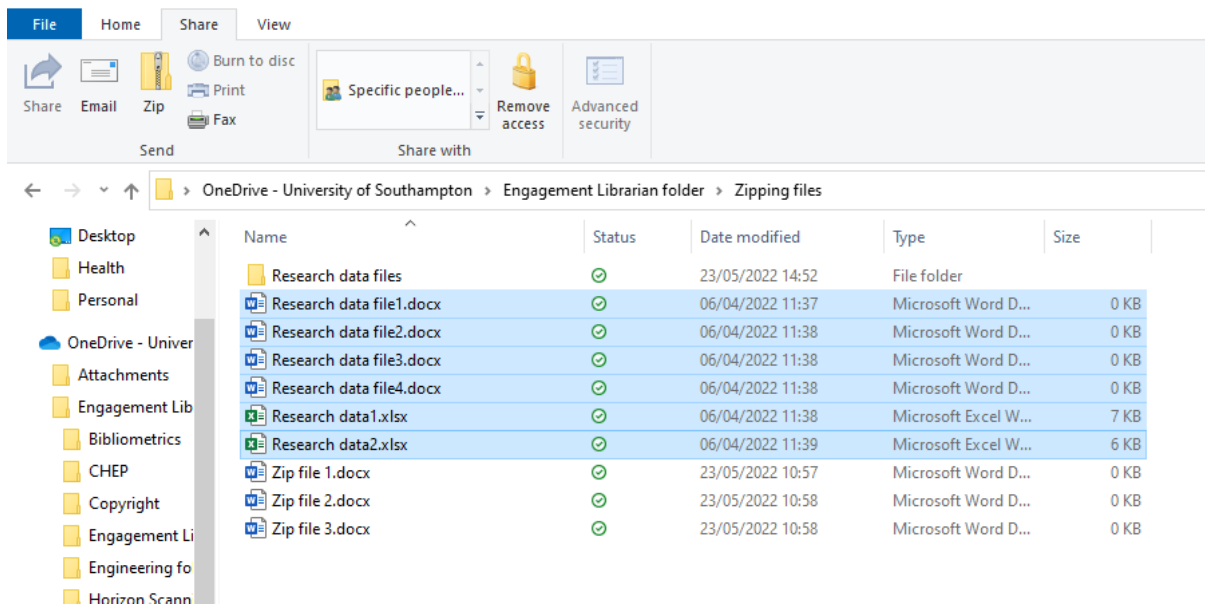 File Home Share View
Share
Email
Zip
Burn to disc
Print
Fax
Send
Specific people...
Share with
Remove
access
Advanced
security
OneDrive - University of Southampton > Engagement Librarian folder > Zipping files
Desktop
Health
Personal
OneDrive - Univer
Attachments
Engagement Lib
Bibliometrics
CHEP
Copyright
Engagement Li
Engineering fo
Horizon Scann
Name Status Date modified Type Size
Research data files 23/05/2022 14:52 File folder
Research data file1.docx 06/04/2022 11:37 Microsoft Word D... 0 KB
Research data file2.docx 06/04/2022 11:38 Microsoft Word D... 0 KB
Research data file3.docx 06/04/2022 11:38 Microsoft Word D... 0 KB
Research data file4.docx 06/04/2022 11:38 Microsoft Word D... 0 KB
Research data1.xlsx 06/04/2022 11:38 Microsoft Excel W... 7 KB
Research data2.xlsx 06/04/2022 11:39 Microsoft Excel W... 6 KB
Zip file 1.docx 23/05/2022 10:57 Microsoft Word D... 0 KB
Zip file 2.docx 23/05/2022 10:58 Microsoft Word D... 0 KB
Zip file 3.docx 23/05/2022 10:58 Microsoft Word D... 0 KB